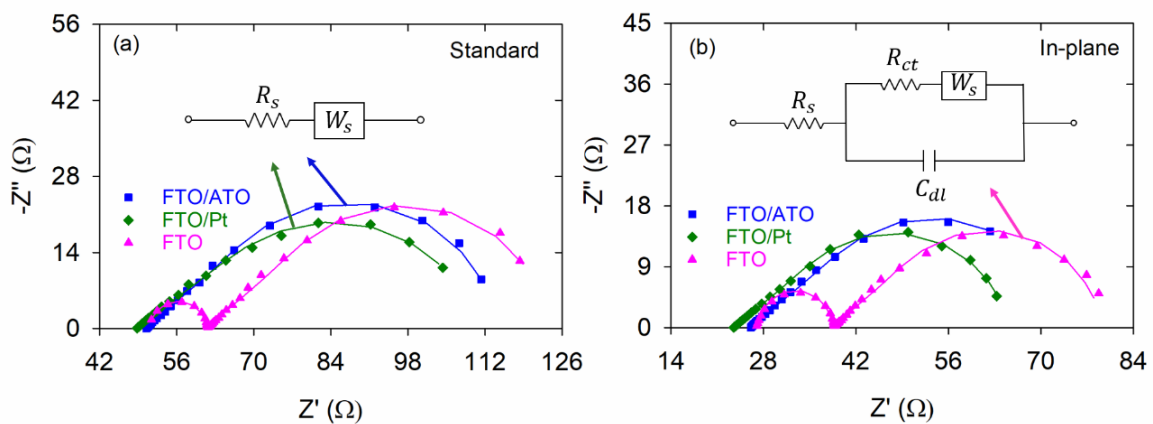 (a)
Standard
56
42
28
14
0
-Z" (Ω)
R_s
W_s
FTO/ATO
FTO/Pt
FTO
42 56 70 84 98 112 126
Z' (Ω)
(b)
In-plane
45
36
27
18
9
0
-Z" (Ω)
R_s
R_ct
W_s
C_dl
FTO/ATO
FTO/Pt
FTO
14 28 42 56 70 84
Z' (Ω)